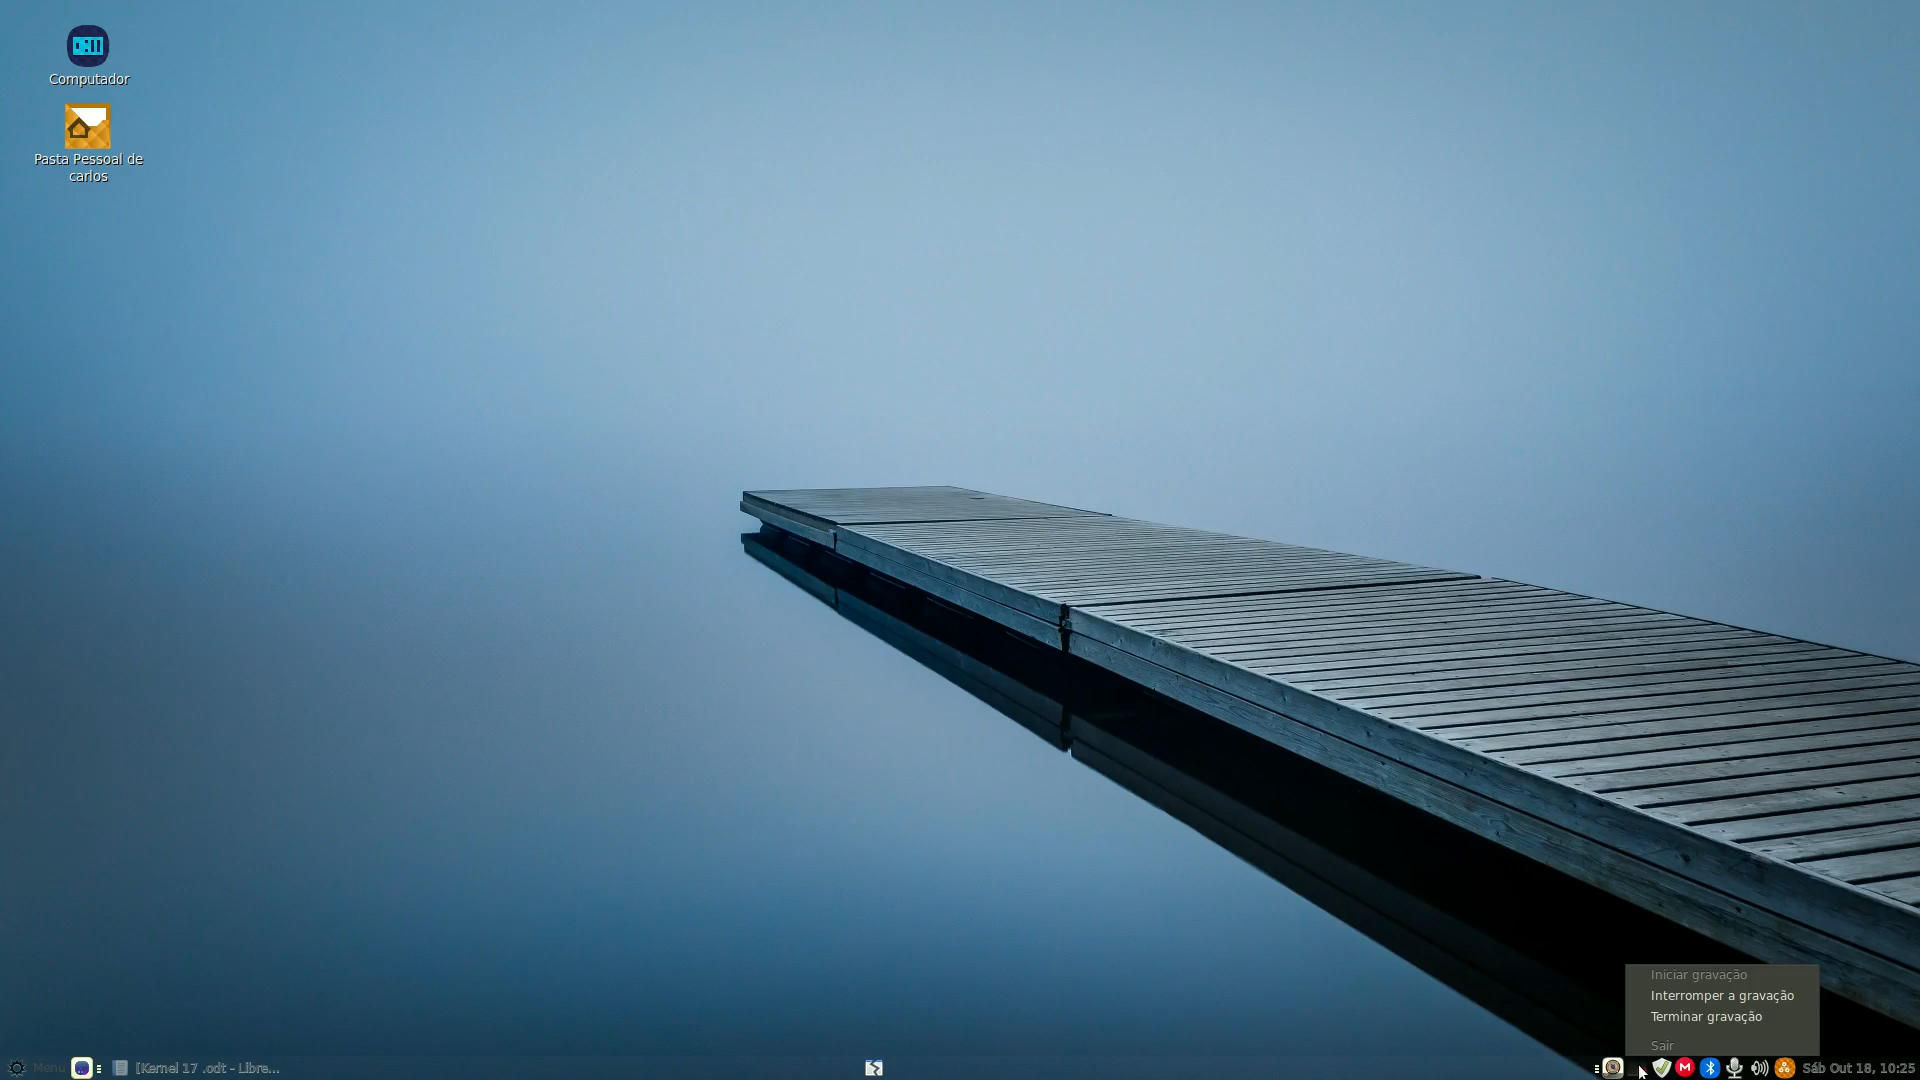 Computador
Pasta Pessoal de
carlos
Iniciar gravação
Interromper a gravação
Terminar gravação
Sair
Menu
[Kernel 17 .odt - Libre...
Sáb Out 18, 10:25